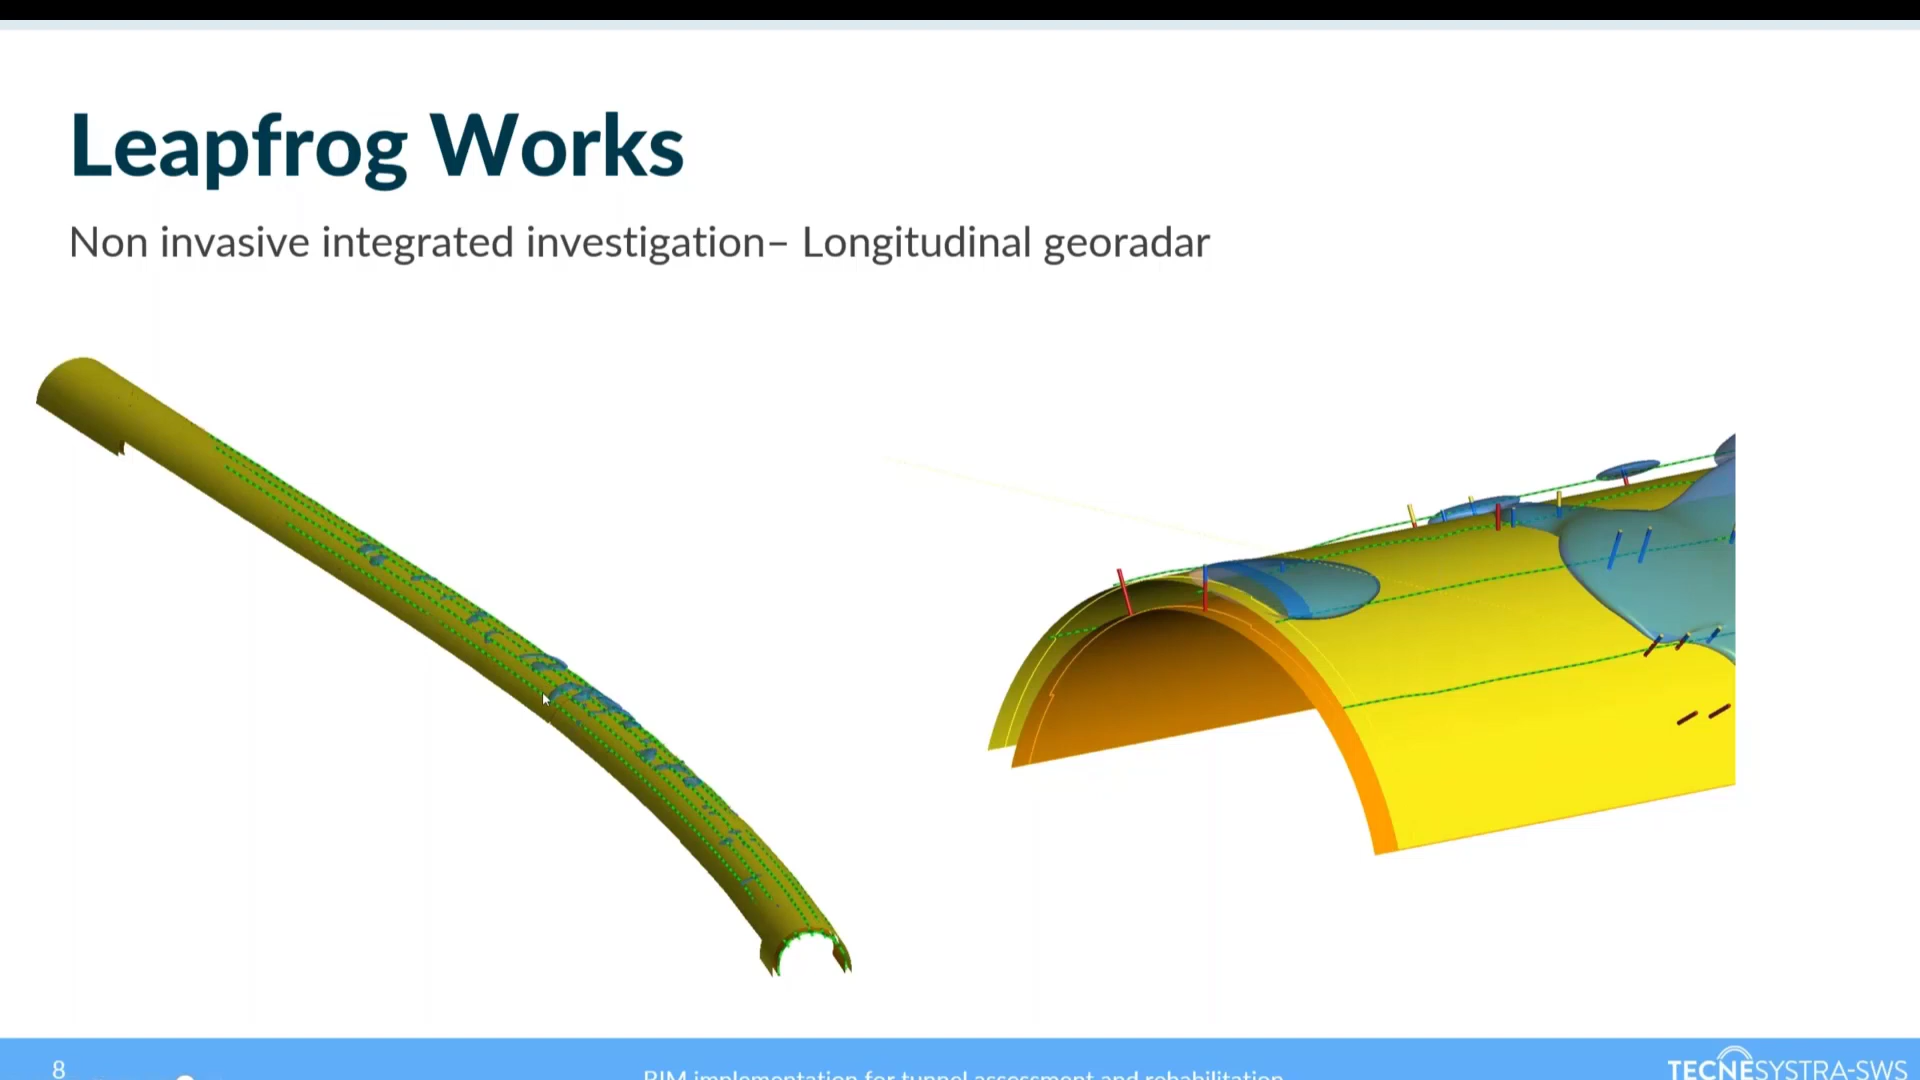 Leapfrog Works
Non invasive integrated investigation– Longitudinal georadar
8
BIM implementation for tunnel assessment and rehabilitation
TECNESYSTRA-SWS